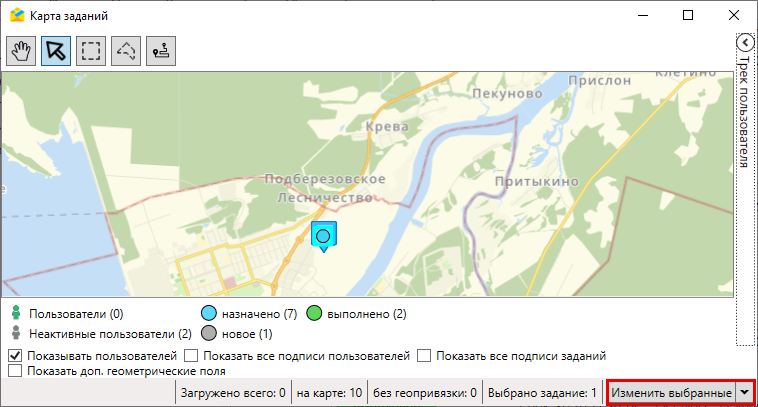 Карта заданий
Трек пользователя
Прислон
Клетино
Пекуново
Крева
Подберезовское
Лесничество
Притыкино
Пользователи (0)
назначено (7)
выполнено (2)
Неактивные пользователи (2)
новое (1)
Показывать пользователей
Показать все подписи пользователей
Показать все подписи заданий
Показать доп. геометрические поля
Загружено всего: 0
на карте: 10
без геопривязки: 0
Выбрано задание: 1
Изменить выбранные